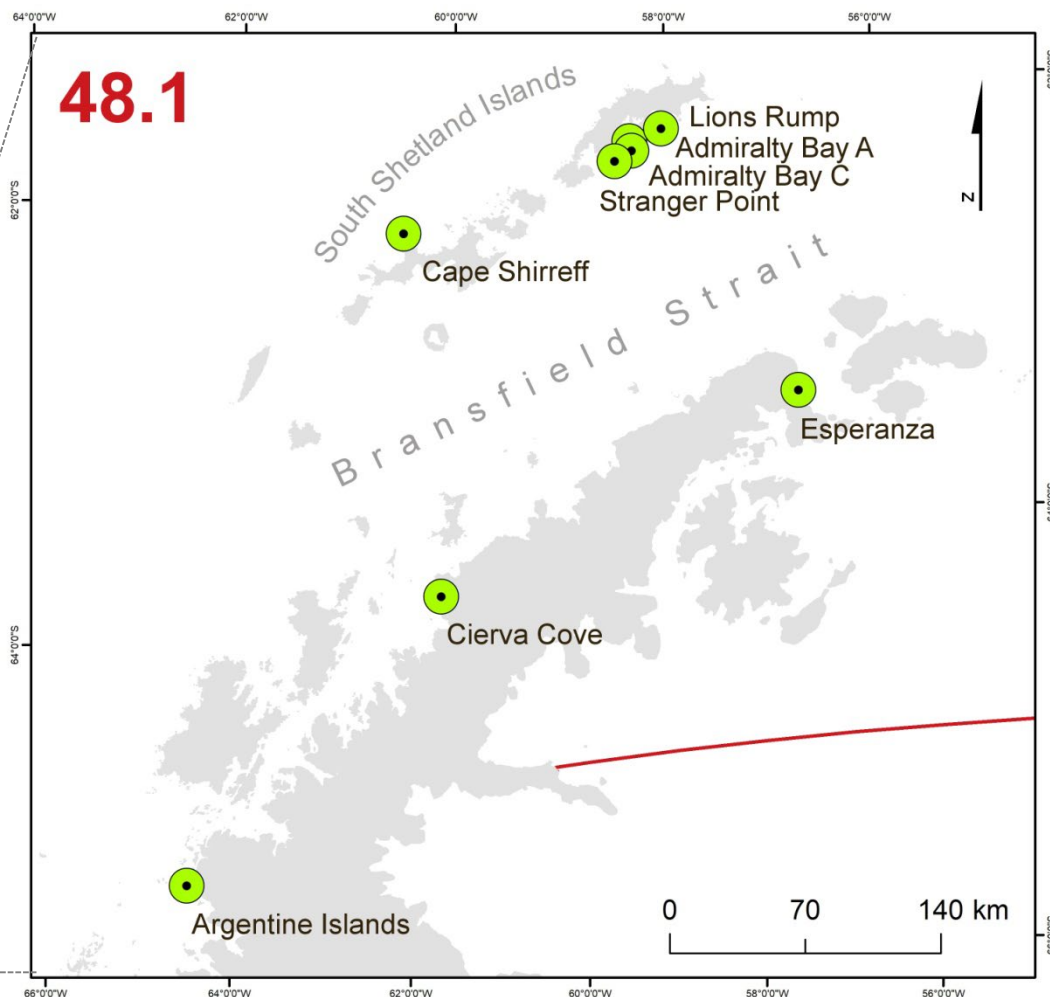 64°0'0"W 62°0'0"W 60°0'0"W 58°0'0"W 56°0'0"W
48.1
South Shetland Islands
Lions Rump
Admiralty Bay A
Admiralty Bay C
Stranger Point
N
62°0'0"S
Cape Shirreff
Bransfield Strait
Esperanza
64°0'0"S
Cierva Cove
64°0'0"S
Argentine Islands
0 70 140 km
66°0'0"W 64°0'0"W 62°0'0"W 60°0'0"W 58°0'0"W 56°0'0"W